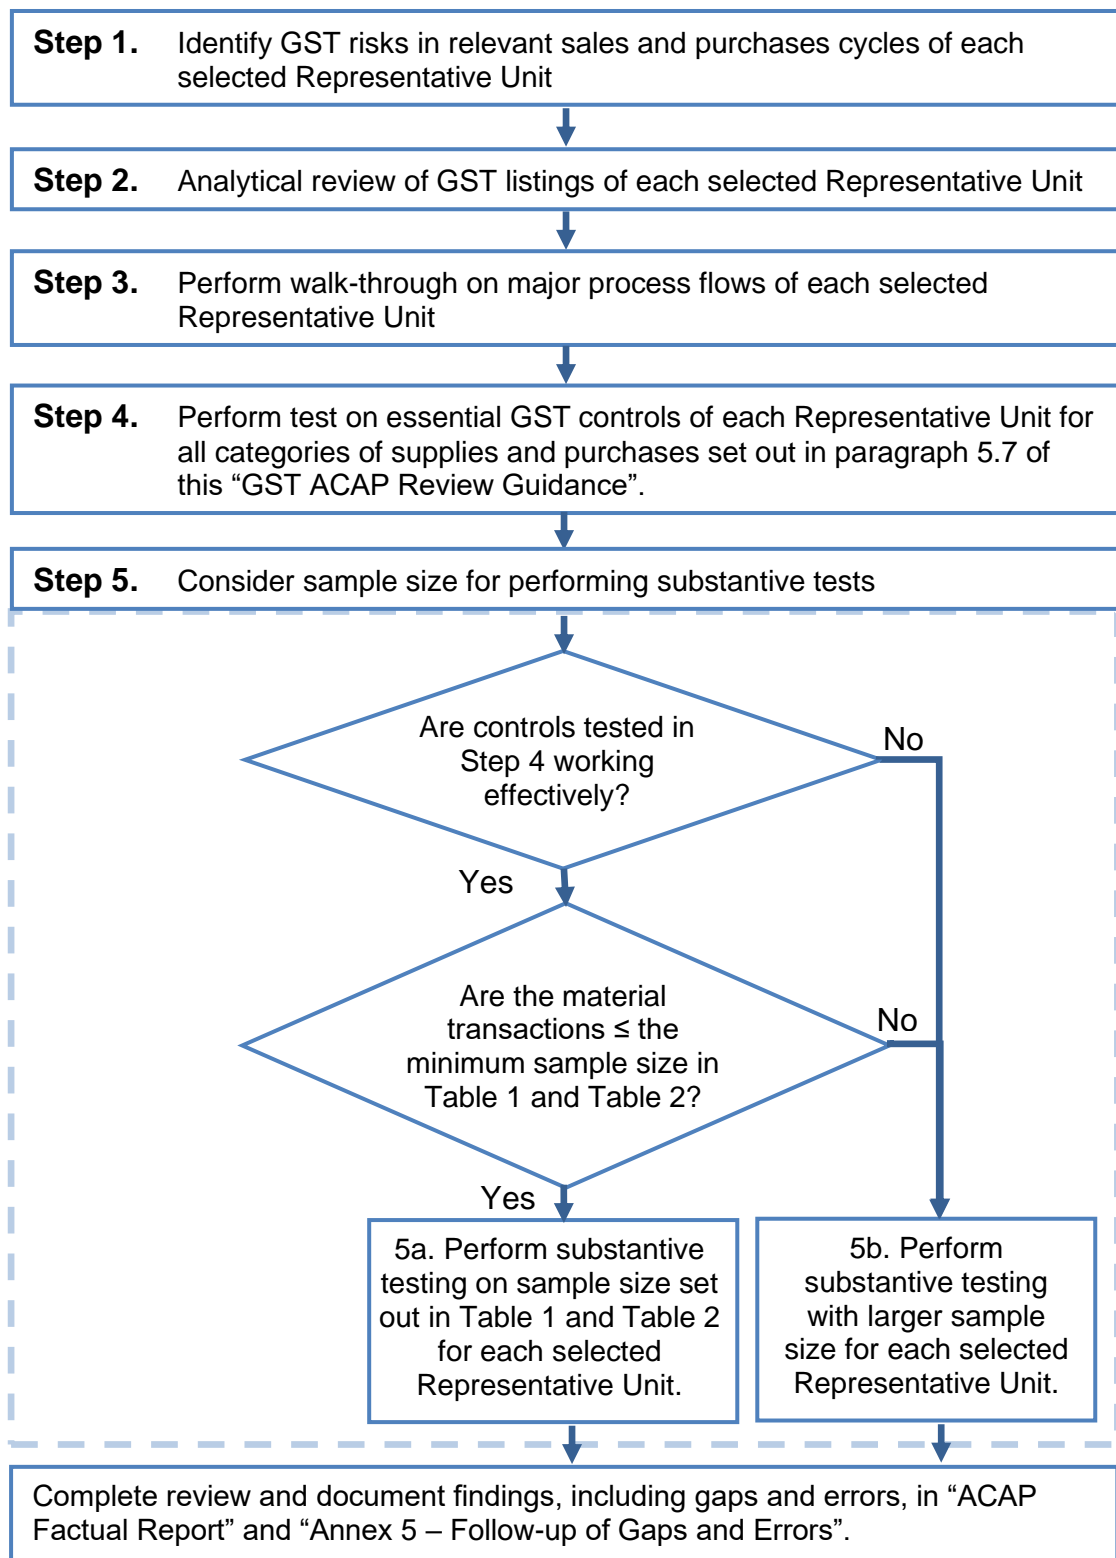 Step 1. Identify GST risks in relevant sales and purchases cycles of each
selected Representative Unit
Step 2. Analytical review of GST listings of each selected Representative Unit
Step 3. Perform walk-through on major process flows of each selected
Representative Unit
Step 4. Perform test on essential GST controls of each Representative Unit for
all categories of supplies and purchases set out in paragraph 5.7 of
this “GST ACAP Review Guidance”.
Step 5. Consider sample size for performing substantive tests
Are controls tested in
Step 4 working
effectively?
No
Yes
Are the material
transactions ≤ the
minimum sample size in
Table 1 and Table 2?
No
Yes
5a. Perform substantive
testing on sample size set
out in Table 1 and Table 2
for each selected
Representative Unit.
5b. Perform
substantive testing
with larger sample
size for each selected
Representative Unit.
Complete review and document findings, including gaps and errors, in “ACAP
Factual Report” and “Annex 5 – Follow-up of Gaps and Errors”.